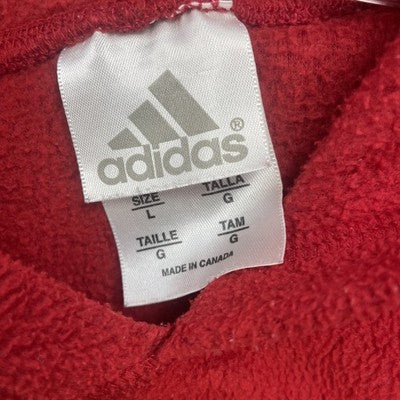 adidas®
SIZE TALLA
L G
TAILLE TAM
G G
MADE IN CANADA